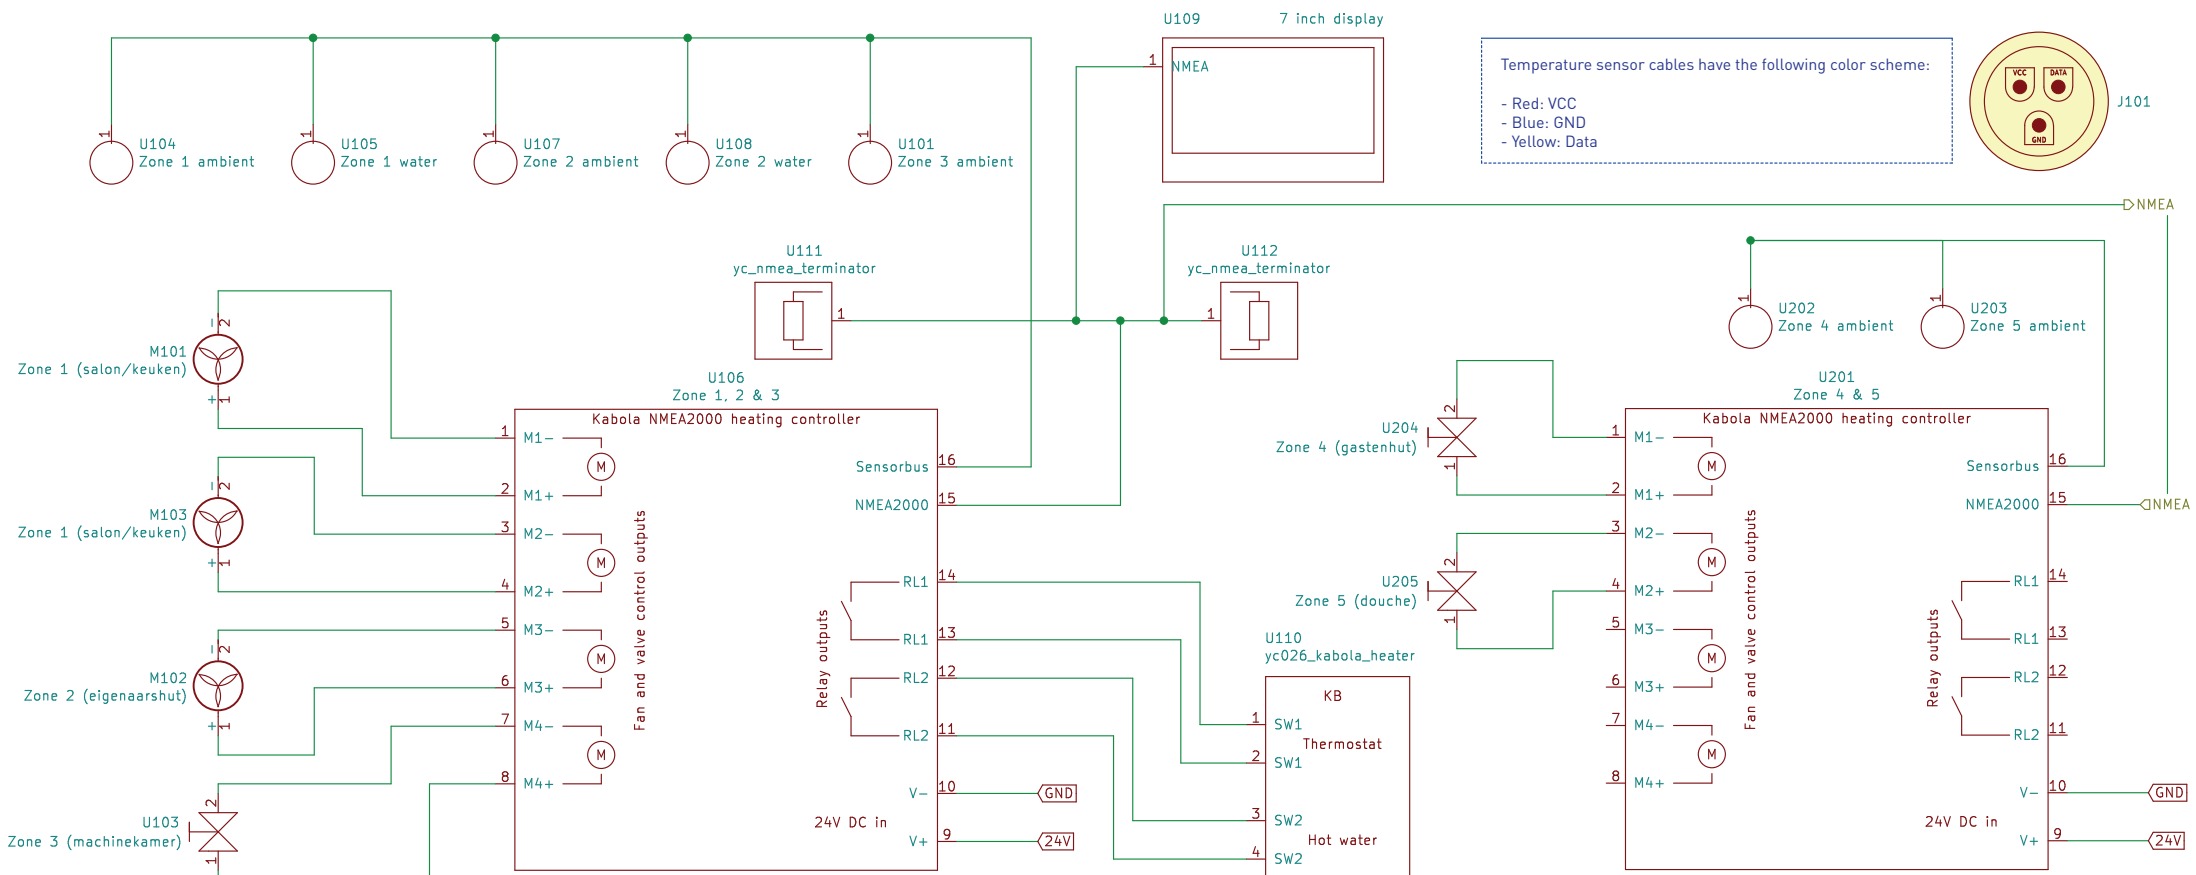 U109
7 inch display
1
NMEA
Temperature sensor cables have the following color scheme:
- Red: VCC
- Blue: GND
- Yellow: Data
VCC
DATA
GND
J101
1
U104
Zone 1 ambient
1
U105
Zone 1 water
1
U107
Zone 2 ambient
1
U108
Zone 2 water
1
U101
Zone 3 ambient
NMEA
U111
yc_nmea_terminator
1
U112
yc_nmea_terminator
1
1
U202
Zone 4 ambient
1
U203
Zone 5 ambient
- 2
M101
Zone 1 (salon/keuken)
+ 1
- 2
M103
Zone 1 (salon/keuken)
+ 1
- 2
M102
Zone 2 (eigenaarshut)
+ 1
2
U103
Zone 3 (machinekamer)
1
U106
Zone 1, 2 & 3
Kabola NMEA2000 heating controller
1 M1-
M
2 M1+
3 M2-
M
4 M2+
5 M3-
M
6 M3+
7 M4-
M
8 M4+
Fan and valve control outputs
Sensorbus 16
NMEA2000 15
RL1 14
RL1 13
RL2 12
RL2 11
Relay outputs
V- 10
GND
24V DC in
V+ 9
24V
2
U204
Zone 4 (gastenhut)
1
2
U205
Zone 5 (douche)
1
U110
yc026_kabola_heater
KB
1 SW1
Thermostat
2 SW1
3 SW2
Hot water
4 SW2
U201
Zone 4 & 5
Kabola NMEA2000 heating controller
1 M1-
M
2 M1+
3 M2-
M
4 M2+
5 M3-
M
6 M3+
7 M4-
M
8 M4+
Fan and valve control outputs
Sensorbus 16
NMEA2000 15
NMEA
RL1 14
RL1 13
RL2 12
RL2 11
Relay outputs
V- 10
GND
24V DC in
V+ 9
24V